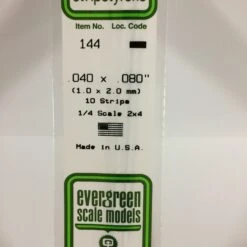 Item No. Loc. Code
144
.040 x .080"
(1.0 x 2.0 mm)
10 Strips
1/4 Scale 2x4
Made in U.S.A.
evergreen
scale models